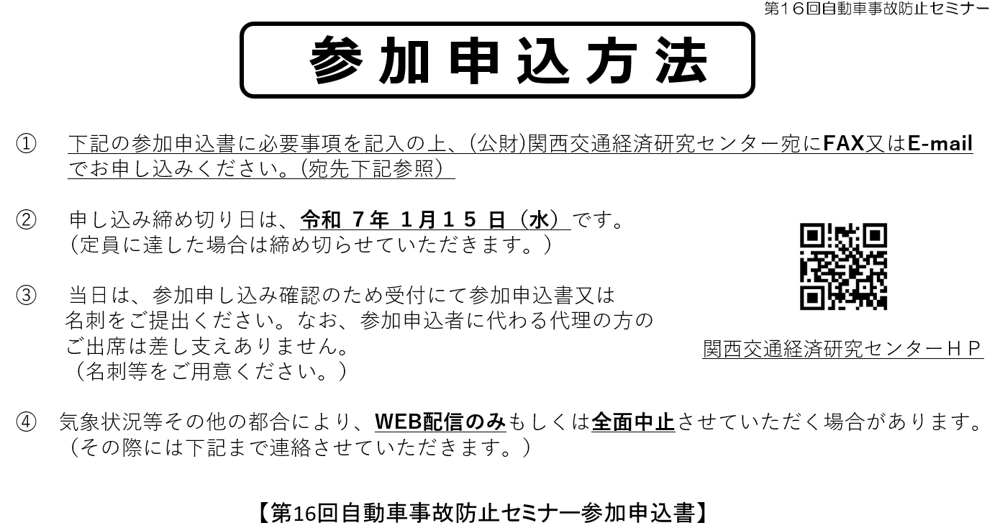 第１６回自動車事故防止セミナー
参加申込方法
① 下記の参加申込書に必要事項を記入の上、(公財)関西交通経済研究センター宛にFAX又はE-mail
でお申し込みください。(宛先下記参照）
② 申し込み締め切り日は、令和 ７年 １月１５ 日（水）です。
（定員に達した場合は締め切らせていただきます。）
③ 当日は、参加申し込み確認のため受付にて参加申込書又は
名刺をご提出ください。なお、参加申込者に代わる代理の方の
ご出席は差し支えありません。
（名刺等をご用意ください。）
関西交通経済研究センターＨＰ
④ 気象状況等その他の都合により、WEB配信のみもしくは全面中止させていただく場合があります。
（その際には下記まで連絡させていただきます。）
【第16回自動車事故防止セミナー参加申込書】